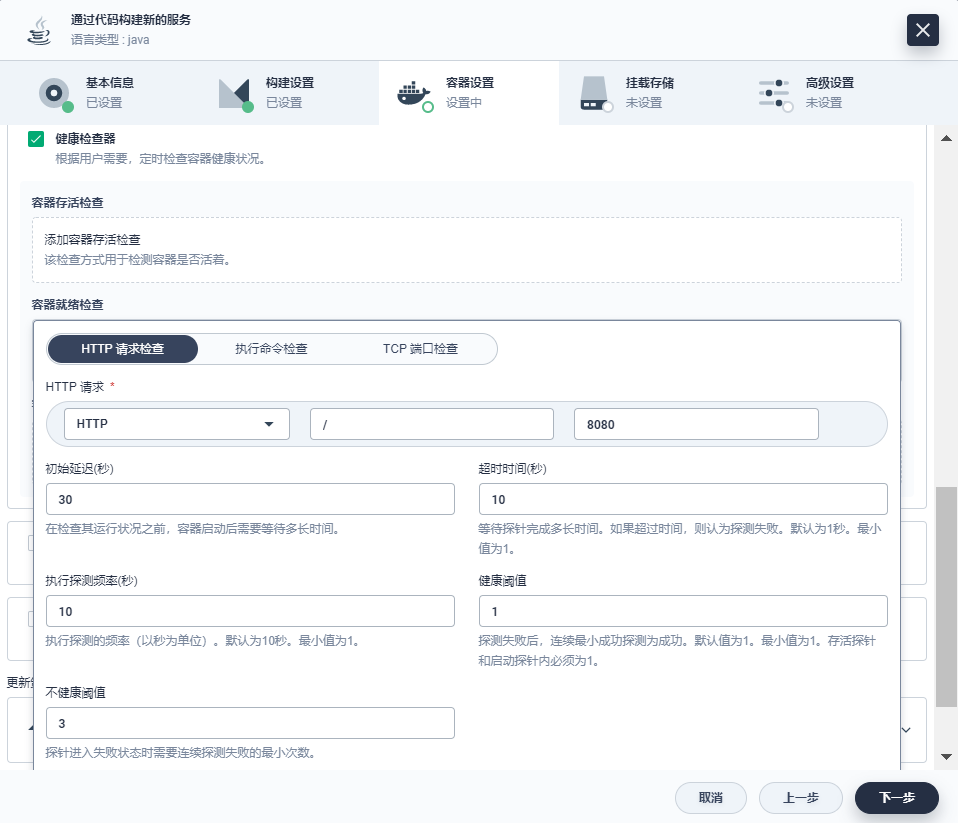 通过代码构建新的服务
语言类型 : java
基本信息
已设置
构建设置
已设置
容器设置
设置中
挂载存储
未设置
高级设置
未设置
健康检查器
根据用户需要，定时检查容器健康状况。
容器存活检查
添加容器存活检查
该检查方式用于检测容器是否活着。
容器就绪检查
HTTP 请求检查
执行命令检查
TCP 端口检查
HTTP 请求 *
HTTP
/
8080
初始延迟(秒)
30
在检查其运行状况之前，容器启动后需要等待多长时间。
超时时间(秒)
10
等待探针完成多长时间。如果超过时间，则认为探测失败。默认为1秒。最小
值为1。
执行探测频率(秒)
10
执行探测的频率（以秒为单位）。默认为10秒。最小值为1。
健康阈值
1
探测失败后，连续最小成功探测为成功。默认值为1。最小值为1。存活探针
和启动探针内必须为1。
更新
不健康阈值
3
探针进入失败状态时需要连续探测失败的最小次数。
取消
上一步
下一步